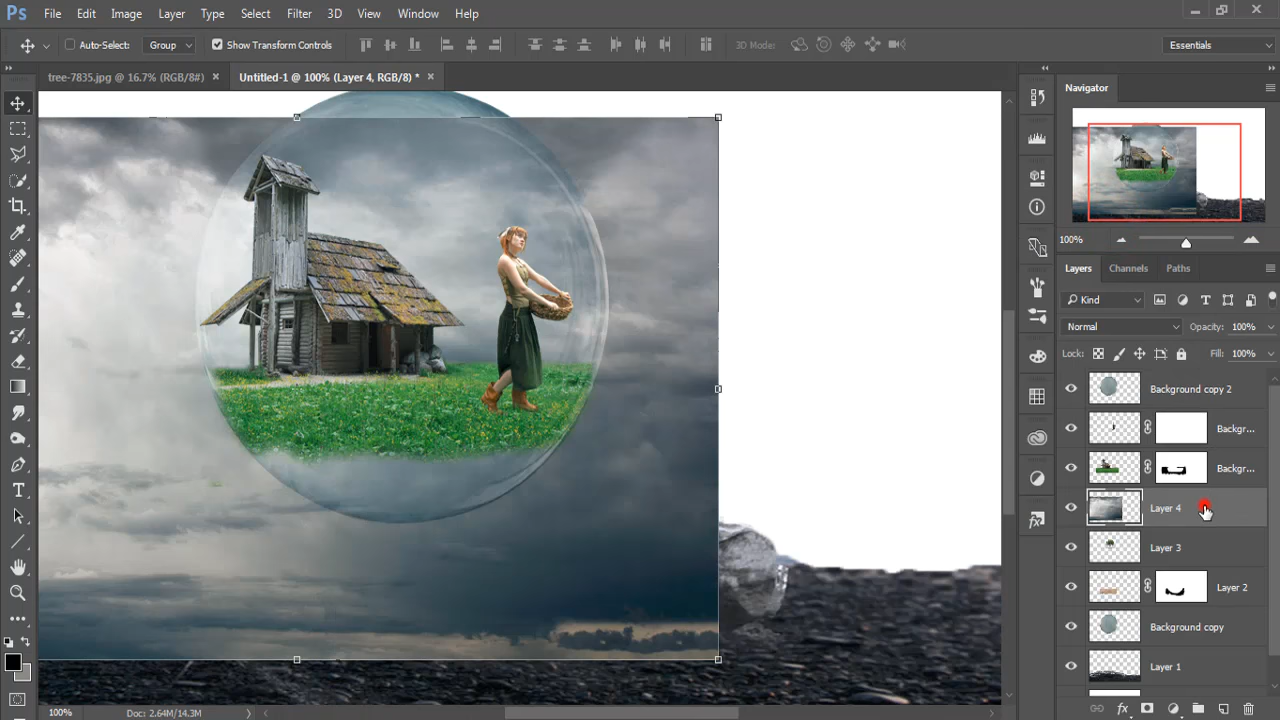 Ps File Edit Image Layer Type Select Filter 3D View Window Help
Auto-Select: Group Show Transform Controls 3D Mode: Essentials
tree-7835.jpg @ 16.7% (RGB/8#) × Untitled-1 @ 100% (Layer 4, RGB/8) * ×
Navigator
100%
Layers Channels Paths
Kind
Normal Opacity: 100%
Lock: Fill: 100%
Background copy 2
Backgr...
Backgr...
Layer 4
Layer 3
Layer 2
Background copy
Layer 1
100% Doc: 2.64M/14.3M